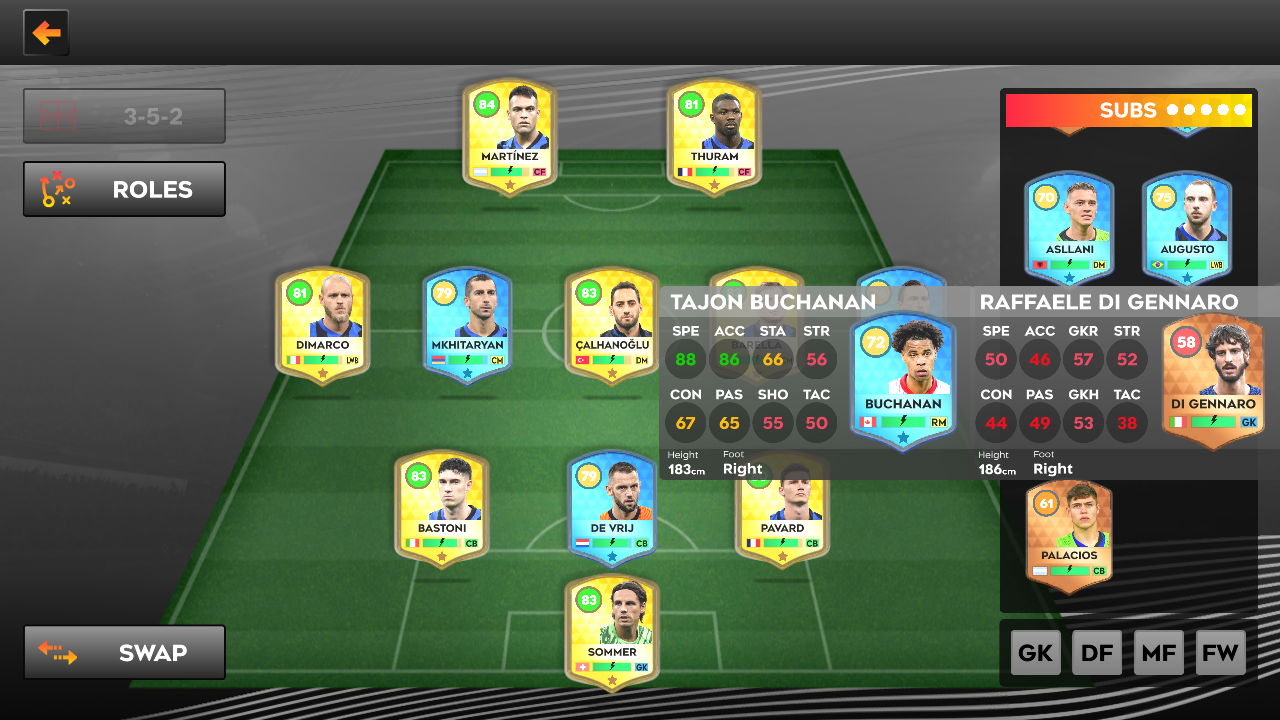 3-5-2
ROLES
SWAP
84
MARTÍNEZ
CF
81
THURAM
CF
SUBS
70
ASLLANI
DM
75
AUGUSTO
LWB
81
DIMARCO
LWB
79
MKHITARYAN
CM
83
ÇALHANOĞLU
DM
BARELLA
TAJON BUCHANAN
SPE ACC STA STR
88 86 66 56
CON PAS SHO TAC
67 65 55 50
Height Foot
183cm Right
72
BUCHANAN
RM
RAFFAELE DI GENNARO
SPE ACC GKR STR
50 46 57 52
CON PAS GKH TAC
44 49 53 38
Height Foot
186cm Right
58
DI GENNARO
GK
83
BASTONI
CB
79
DE VRIJ
CB
PAVARD
CB
61
PALACIOS
CB
83
SOMMER
GK
GK DF MF FW